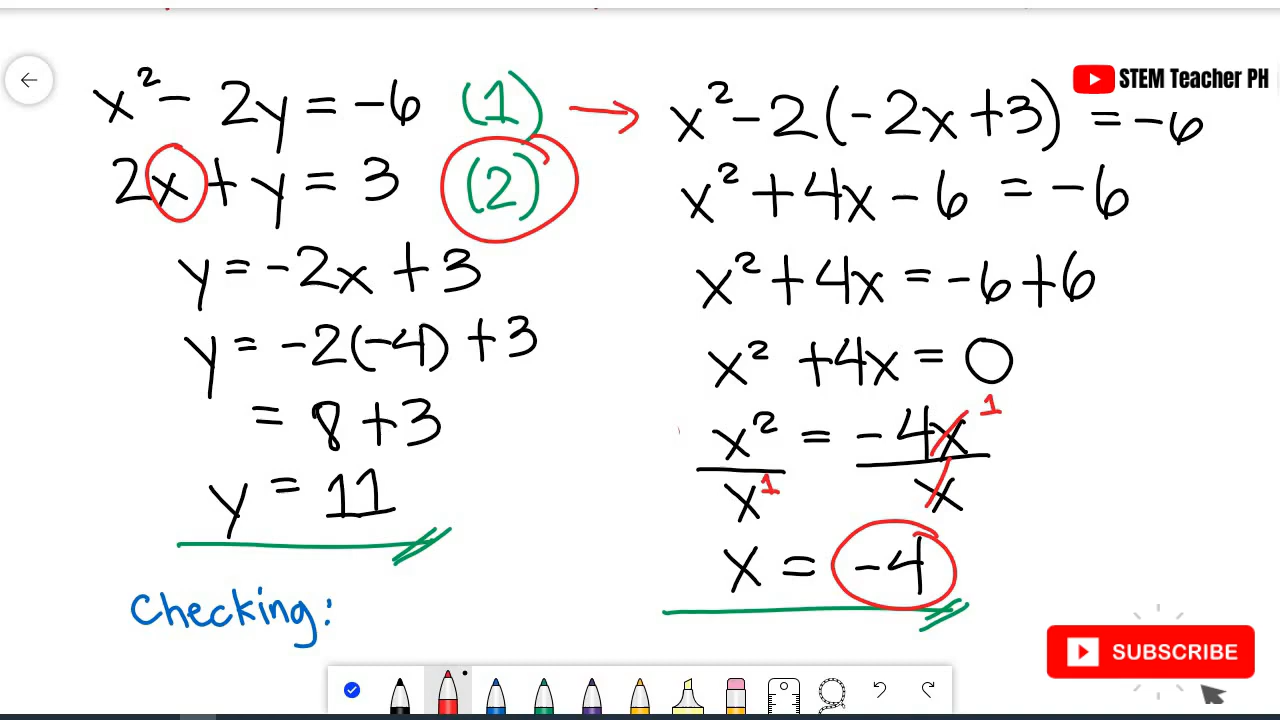 x² - 2y = -6 (1)
2x + y = 3 (2)
y = -2x + 3
y = -2(-4) + 3
= 8 + 3
y = 11
Checking:
STEM Teacher PH
x² - 2(-2x + 3) = -6
x² + 4x - 6 = -6
x² + 4x = -6 + 6
x² + 4x = 0
x² = -4x 1
x 1 x
x = -4
SUBSCRIBE